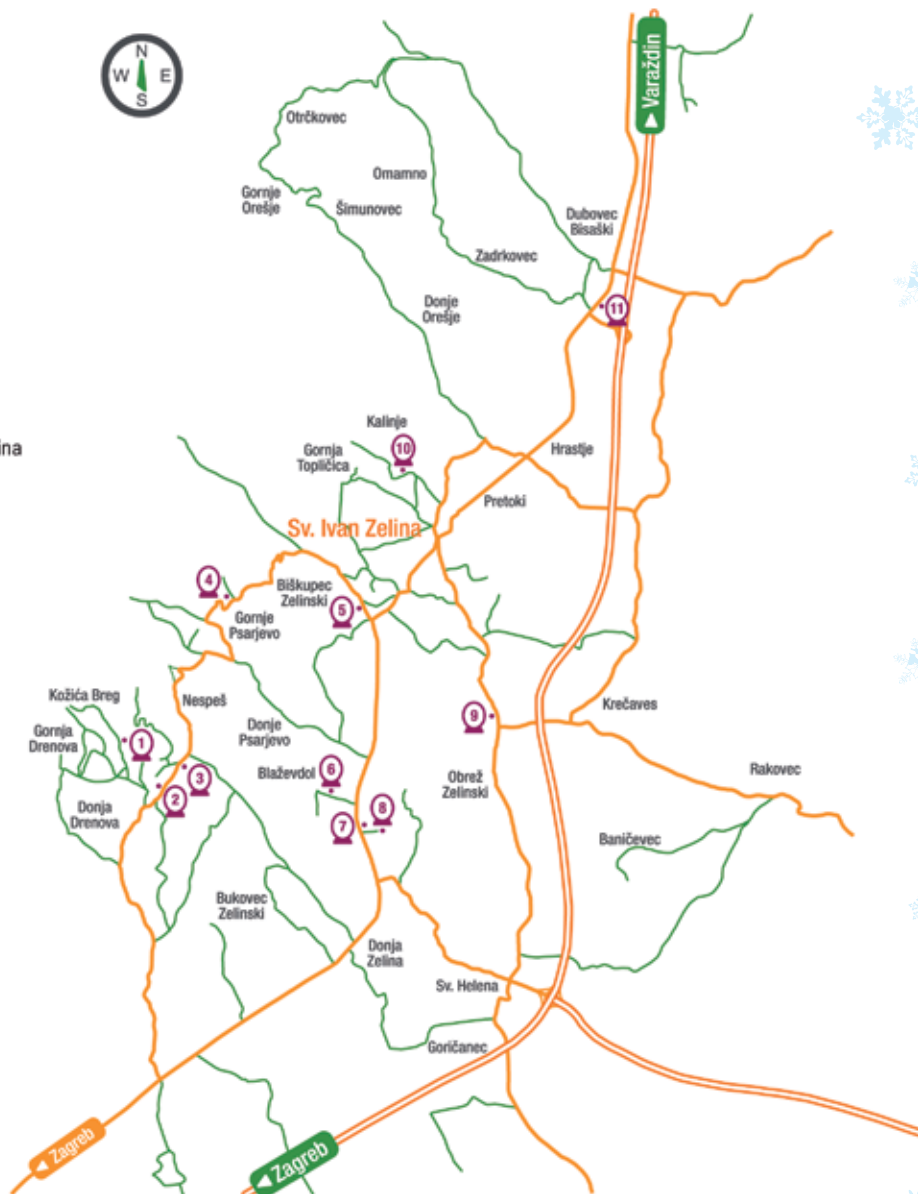 N
W E
S
Varaždin
Otrčkovec
Omamno
Gornje
Orešje
Šimunovec
Dubovec
Bisaški
Zadrkovec
Donje
Orešje
11
ina
Kalinje
10
Gornja
Topličica
Hrastje
Pretoki
Sv. Ivan Zelina
4
Biškupec
Zelinski
5
Gornje
Psarjevo
Kožića Breg
Nespeš
Gornja
Drenova
1
Donje
Psarjevo
9
Krečaves
3
2
Blaževdol
6
Obrež
Zelinski
Rakovec
Donja
Drenova
7
8
Baničevec
Bukovec
Zelinski
Donja
Zelina
Sv. Helena
Goričanec
Zagreb
Zagreb